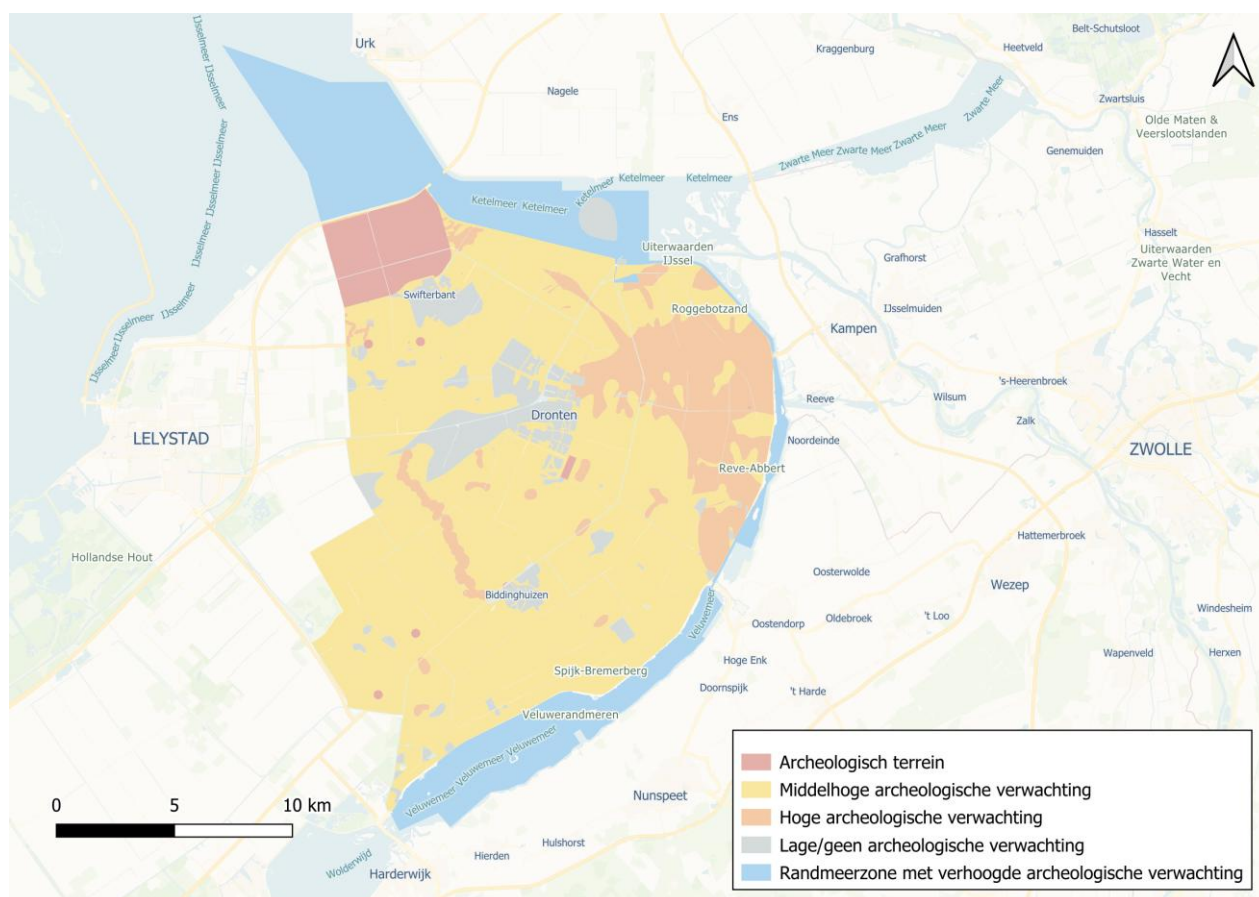 Urk
Kraggenburg
Heetveld
Belt-Schutsloot
Nagele
Ens
Zwartsluis
Olde Maten &
Veerslootslanden
Genemuiden
Zwarte Meer Zwarte Meer Zwarte Meer
Zwarte Meer
IJsselmeer IJsselmeer
IJsselmeer IJsselmeer IJsselmeer
IJsselmeer IJsselmeer IJsselmeer
Ketelmeer Ketelmeer
Ketelmeer
Ketelmeer
Ketelmeer
Uiterwaarden
IJssel
Hasselt
Uiterwaarden
Zwarte Water en
Vecht
Grafhorst
Swifterbant
Roggebotzand
IJsselmuiden
Kampen
's-Heerenbroek
Reeve
Wilsum
Zalk
Dronten
LELYSTAD
Noordeinde
ZWOLLE
Reve-Abbert
Hattemerbroek
Hollandse Hout
Oosterwolde
Wezep
Biddinghuizen
Veluwemeer
Oostendorp
Oldebroek
't Loo
Windesheim
Hoge Enk
Wapenveld
Herxen
Spijk-Bremerberg
Doornspijk
't Harde
Veluwerandmeren
Veluwemeer Veluwemeer Veluwemeer
Nunspeet
Hulshorst
Hierden
Wolderwijd
Harderwijk
0 5 10 km
Archeologisch terrein
Middelhoge archeologische verwachting
Hoge archeologische verwachting
Lage/geen archeologische verwachting
Randmeerzone met verhoogde archeologische verwachting